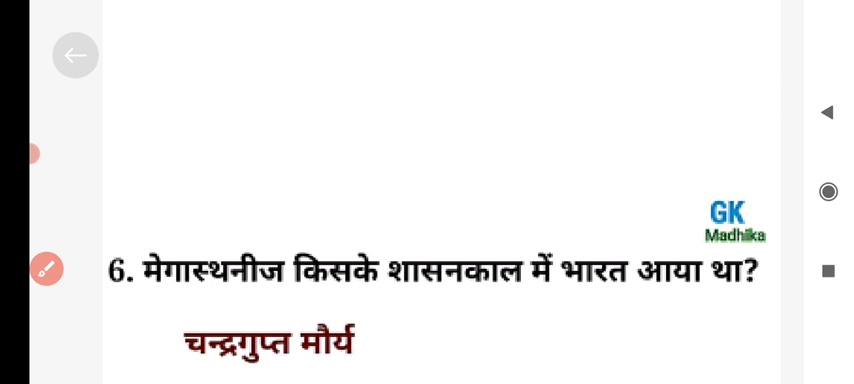 GK
Madhika
6. मेगास्थनीज किसके शासनकाल में भारत आया था?
चन्द्रगुप्त मौर्य